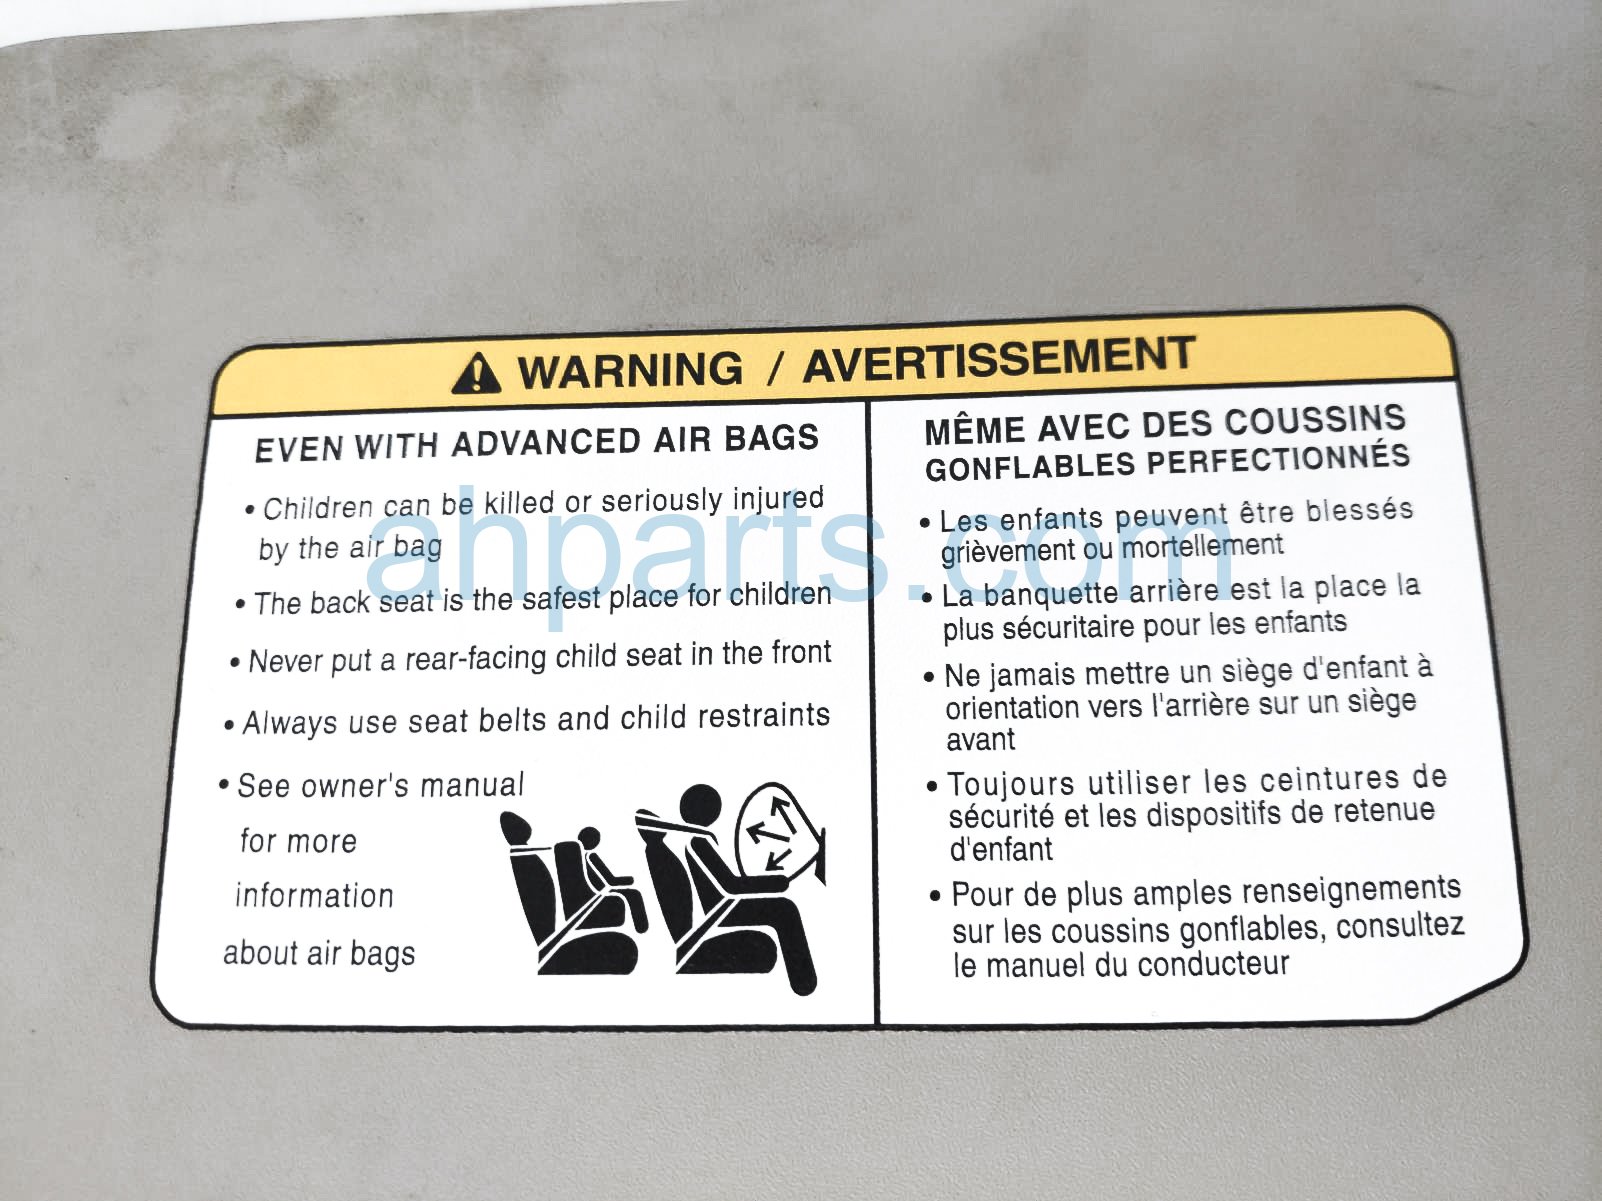 WARNING / AVERTISSEMENT
EVEN WITH ADVANCED AIR BAGS
• Children can be killed or seriously injured
by the air bag
• The back seat is the safest place for children
• Never put a rear-facing child seat in the front
• Always use seat belts and child restraints
• See owner's manual
for more
information
about air bags
MÊME AVEC DES COUSSINS
GONFLABLES PERFECTIONNÉS
• Les enfants peuvent être blessés
grièvement ou mortellement
• La banquette arrière est la place la
plus sécuritaire pour les enfants
• Ne jamais mettre un siège d'enfant à
orientation vers l'arrière sur un siège
avant
• Toujours utiliser les ceintures de
sécurité et les dispositifs de retenue
d'enfant
• Pour de plus amples renseignements
sur les coussins gonflables, consultez
le manuel du conducteur
ahparts.com